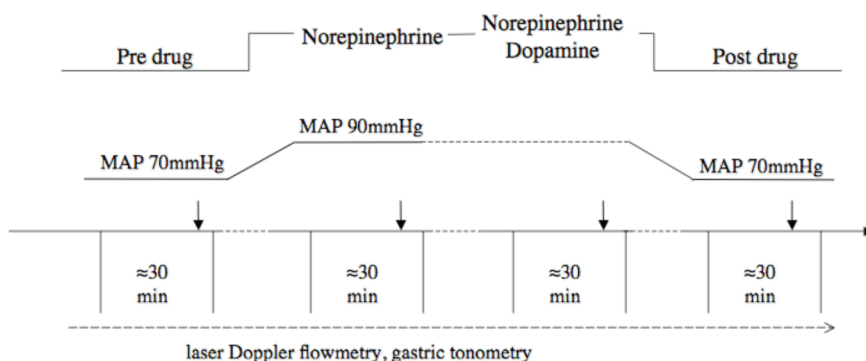 Pre drug
Norepinephrine
Norepinephrine
Dopamine
Post drug
MAP 70mmHg
MAP 90mmHg
MAP 70mmHg
≈30
min
≈30
min
≈30
min
≈30
min
laser Doppler flowmetry, gastric tonometry